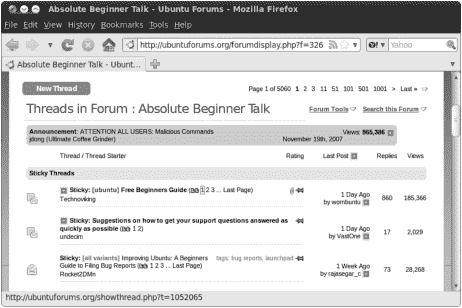 Absolute Beginner Talk - Ubuntu Forums - Mozilla Firefox
File Edit View History Bookmarks Tools Help
http://ubuntuforums.org/forumdisplay.php?f=326
Yahoo
Absolute Beginner Talk - Ubunt...
New Thread
Page 1 of 5060 1 2 3 11 51 101 501 1001 > Last »
Threads in Forum : Absolute Beginner Talk
Forum Tools Search this Forum
Announcement: ATTENTION ALL USERS: Malicious Commands
Views: 865,386
jdong (Ultimate Coffee Grinder)
November 19th, 2007
Thread / Thread Starter Rating Last Post Replies Views
Sticky Threads
Sticky: [ubuntu] Free Beginners Guide (1 2 3 ... Last Page)
Technoviking
1 Day Ago
by wombuntu
860 185,366
Sticky: Suggestions on how to get your support questions answered as
quickly as possible (1 2)
undecim
1 Day Ago
by VastOne
17 2,029
Sticky: [all variants] Improving Ubuntu: A Beginners
Guide to Filing Bug Reports (1 2 3 ... Last Page)
Rocket2DMn
tags: bug reports, launchpad
1 Week Ago
by rajasegar_c
73 28,268
http://ubuntuforums.org/showthread.php?t=1052065